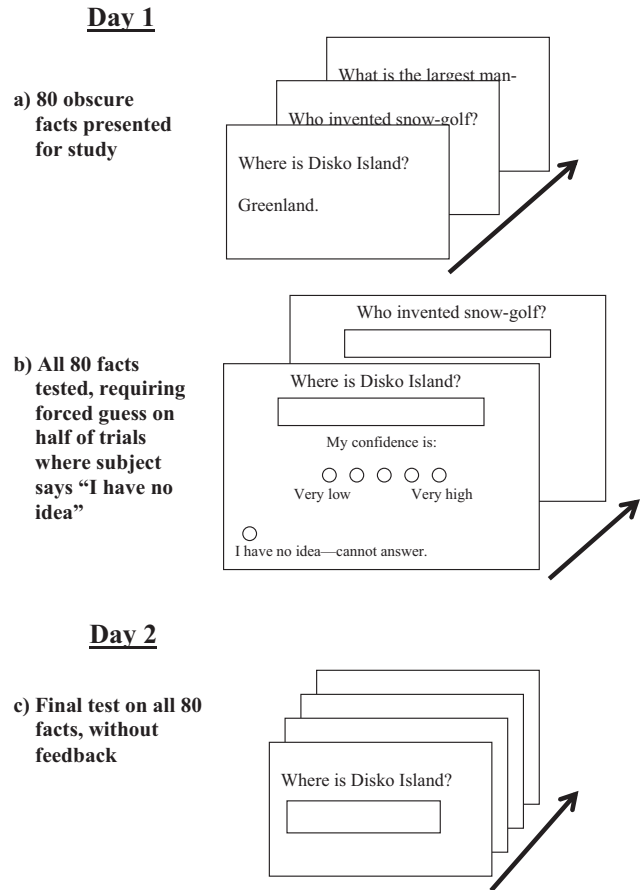 Day 1
a) 80 obscure
facts presented
for study
What is the largest man-
Who invented snow-golf?
Where is Disko Island?
Greenland.
b) All 80 facts
tested, requiring
forced guess on
half of trials
where subject
says “I have no
idea”
Who invented snow-golf?
Where is Disko Island?
My confidence is:
Very low Very high
I have no idea—cannot answer.
Day 2
c) Final test on all 80
facts, without
feedback
Where is Disko Island?